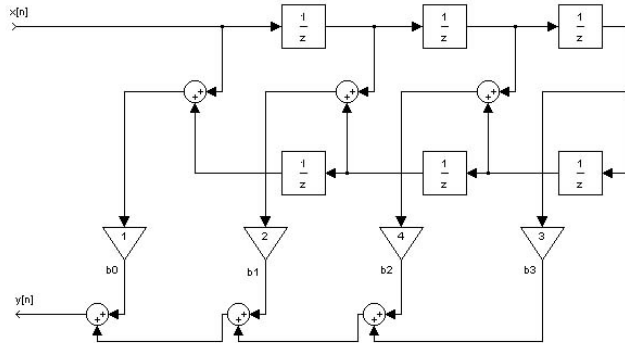 x[n]
1
z
1
z
1
z
+
+
+
+
+
+
1
z
1
z
1
z
1
2
4
3
b0
b1
b2
b3
y[n]
+
+
+
+
+
+